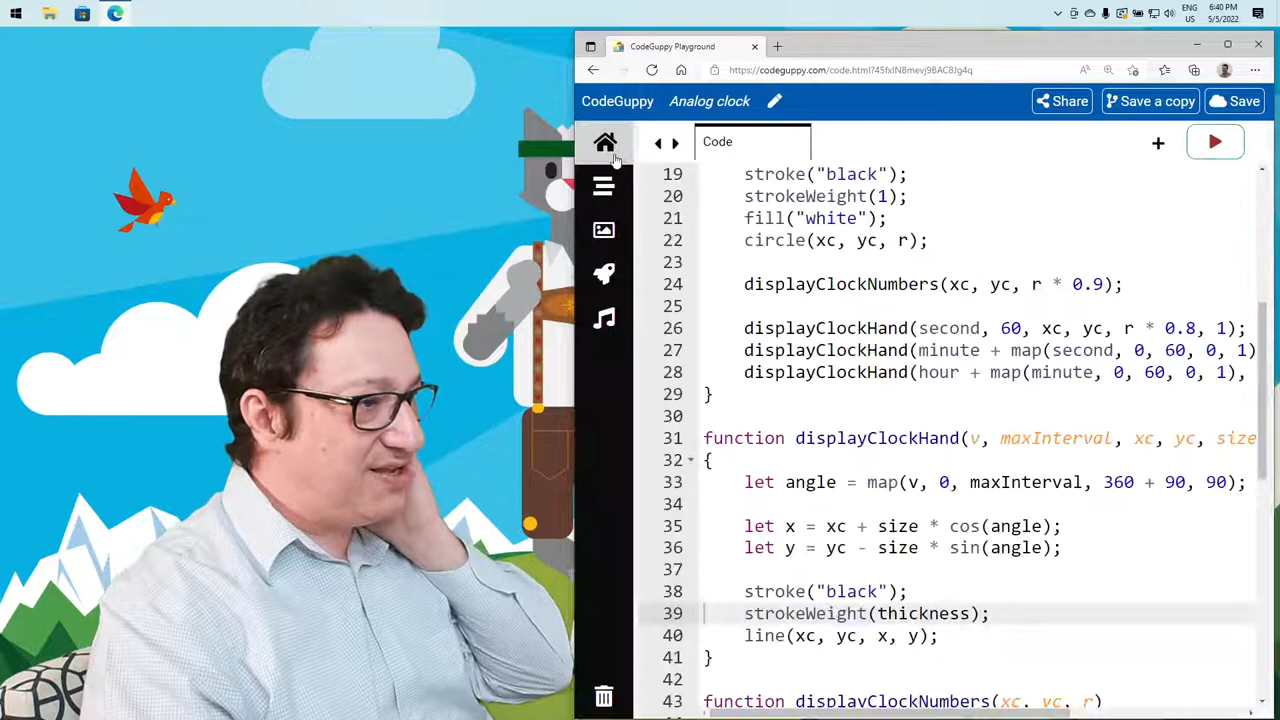 ENG
US
6:40 PM
5/5/2022
CodeGuppy Playground
https://codeguppy.com/code.html?45fxINBmevj9BAC8Jg4q
CodeGuppy
Analog clock
Share
Save a copy
Save
Code
19 stroke("black");
20 strokeWeight(1);
21 fill("white");
22 circle(xc, yc, r);
23
24 displayClockNumbers(xc, yc, r * 0.9);
25
26 displayClockHand(second, 60, xc, yc, r * 0.8, 1);
27 displayClockHand(minute + map(second, 0, 60, 0, 1)
28 displayClockHand(hour + map(minute, 0, 60, 0, 1),
29 }
30
31 function displayClockHand(v, maxInterval, xc, yc, size
32 {
33 let angle = map(v, 0, maxInterval, 360 + 90, 90);
34
35 let x = xc + size * cos(angle);
36 let y = yc - size * sin(angle);
37
38 stroke("black");
39 strokeWeight(thickness);
40 line(xc, yc, x, y);
41 }
42
43 function displayClockNumbers(xc, yc, r)